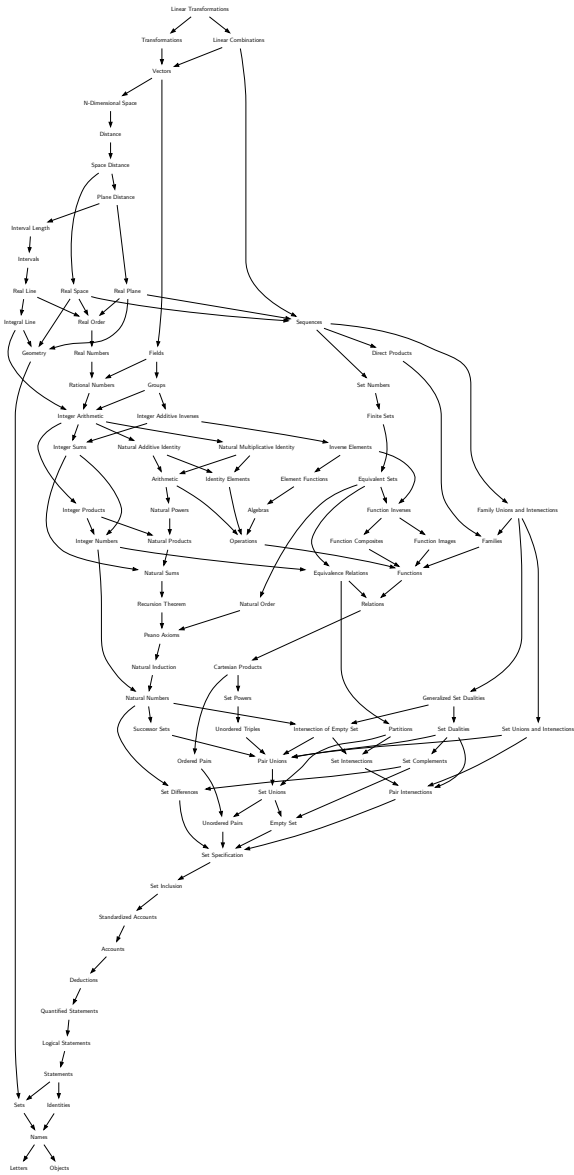 Linear Transformations
Transformations
Linear Combinations
Vectors
N-Dimensional Space
Distance
Space Distance
Plane Distance
Interval Length
Intervals
Real Line
Real Space
Real Plane
Integral Line
Real Order
Sequences
Geometry
Real Numbers
Fields
Direct Products
Rational Numbers
Groups
Set Numbers
Integer Arithmetic
Integer Additive Inverses
Finite Sets
Integer Sums
Natural Additive Identity
Natural Multiplicative Identity
Inverse Elements
Arithmetic
Identity Elements
Element Functions
Equivalent Sets
Integer Products
Natural Powers
Algebras
Function Inverses
Family Unions and Intersections
Integer Numbers
Natural Products
Operations
Function Composites
Function Images
Families
Natural Sums
Equivalence Relations
Functions
Recursion Theorem
Natural Order
Relations
Peano Axioms
Natural Induction
Cartesian Products
Natural Numbers
Set Powers
Generalized Set Dualities
Successor Sets
Unordered Triples
Intersection of Empty Set
Partitions
Set Dualities
Set Unions and Intersections
Ordered Pairs
Pair Unions
Set Intersections
Set Complements
Set Differences
Set Unions
Pair Intersections
Unordered Pairs
Empty Set
Set Specification
Set Inclusion
Standardized Accounts
Accounts
Deductions
Quantified Statements
Logical Statements
Statements
Sets
Identities
Names
Letters
Objects